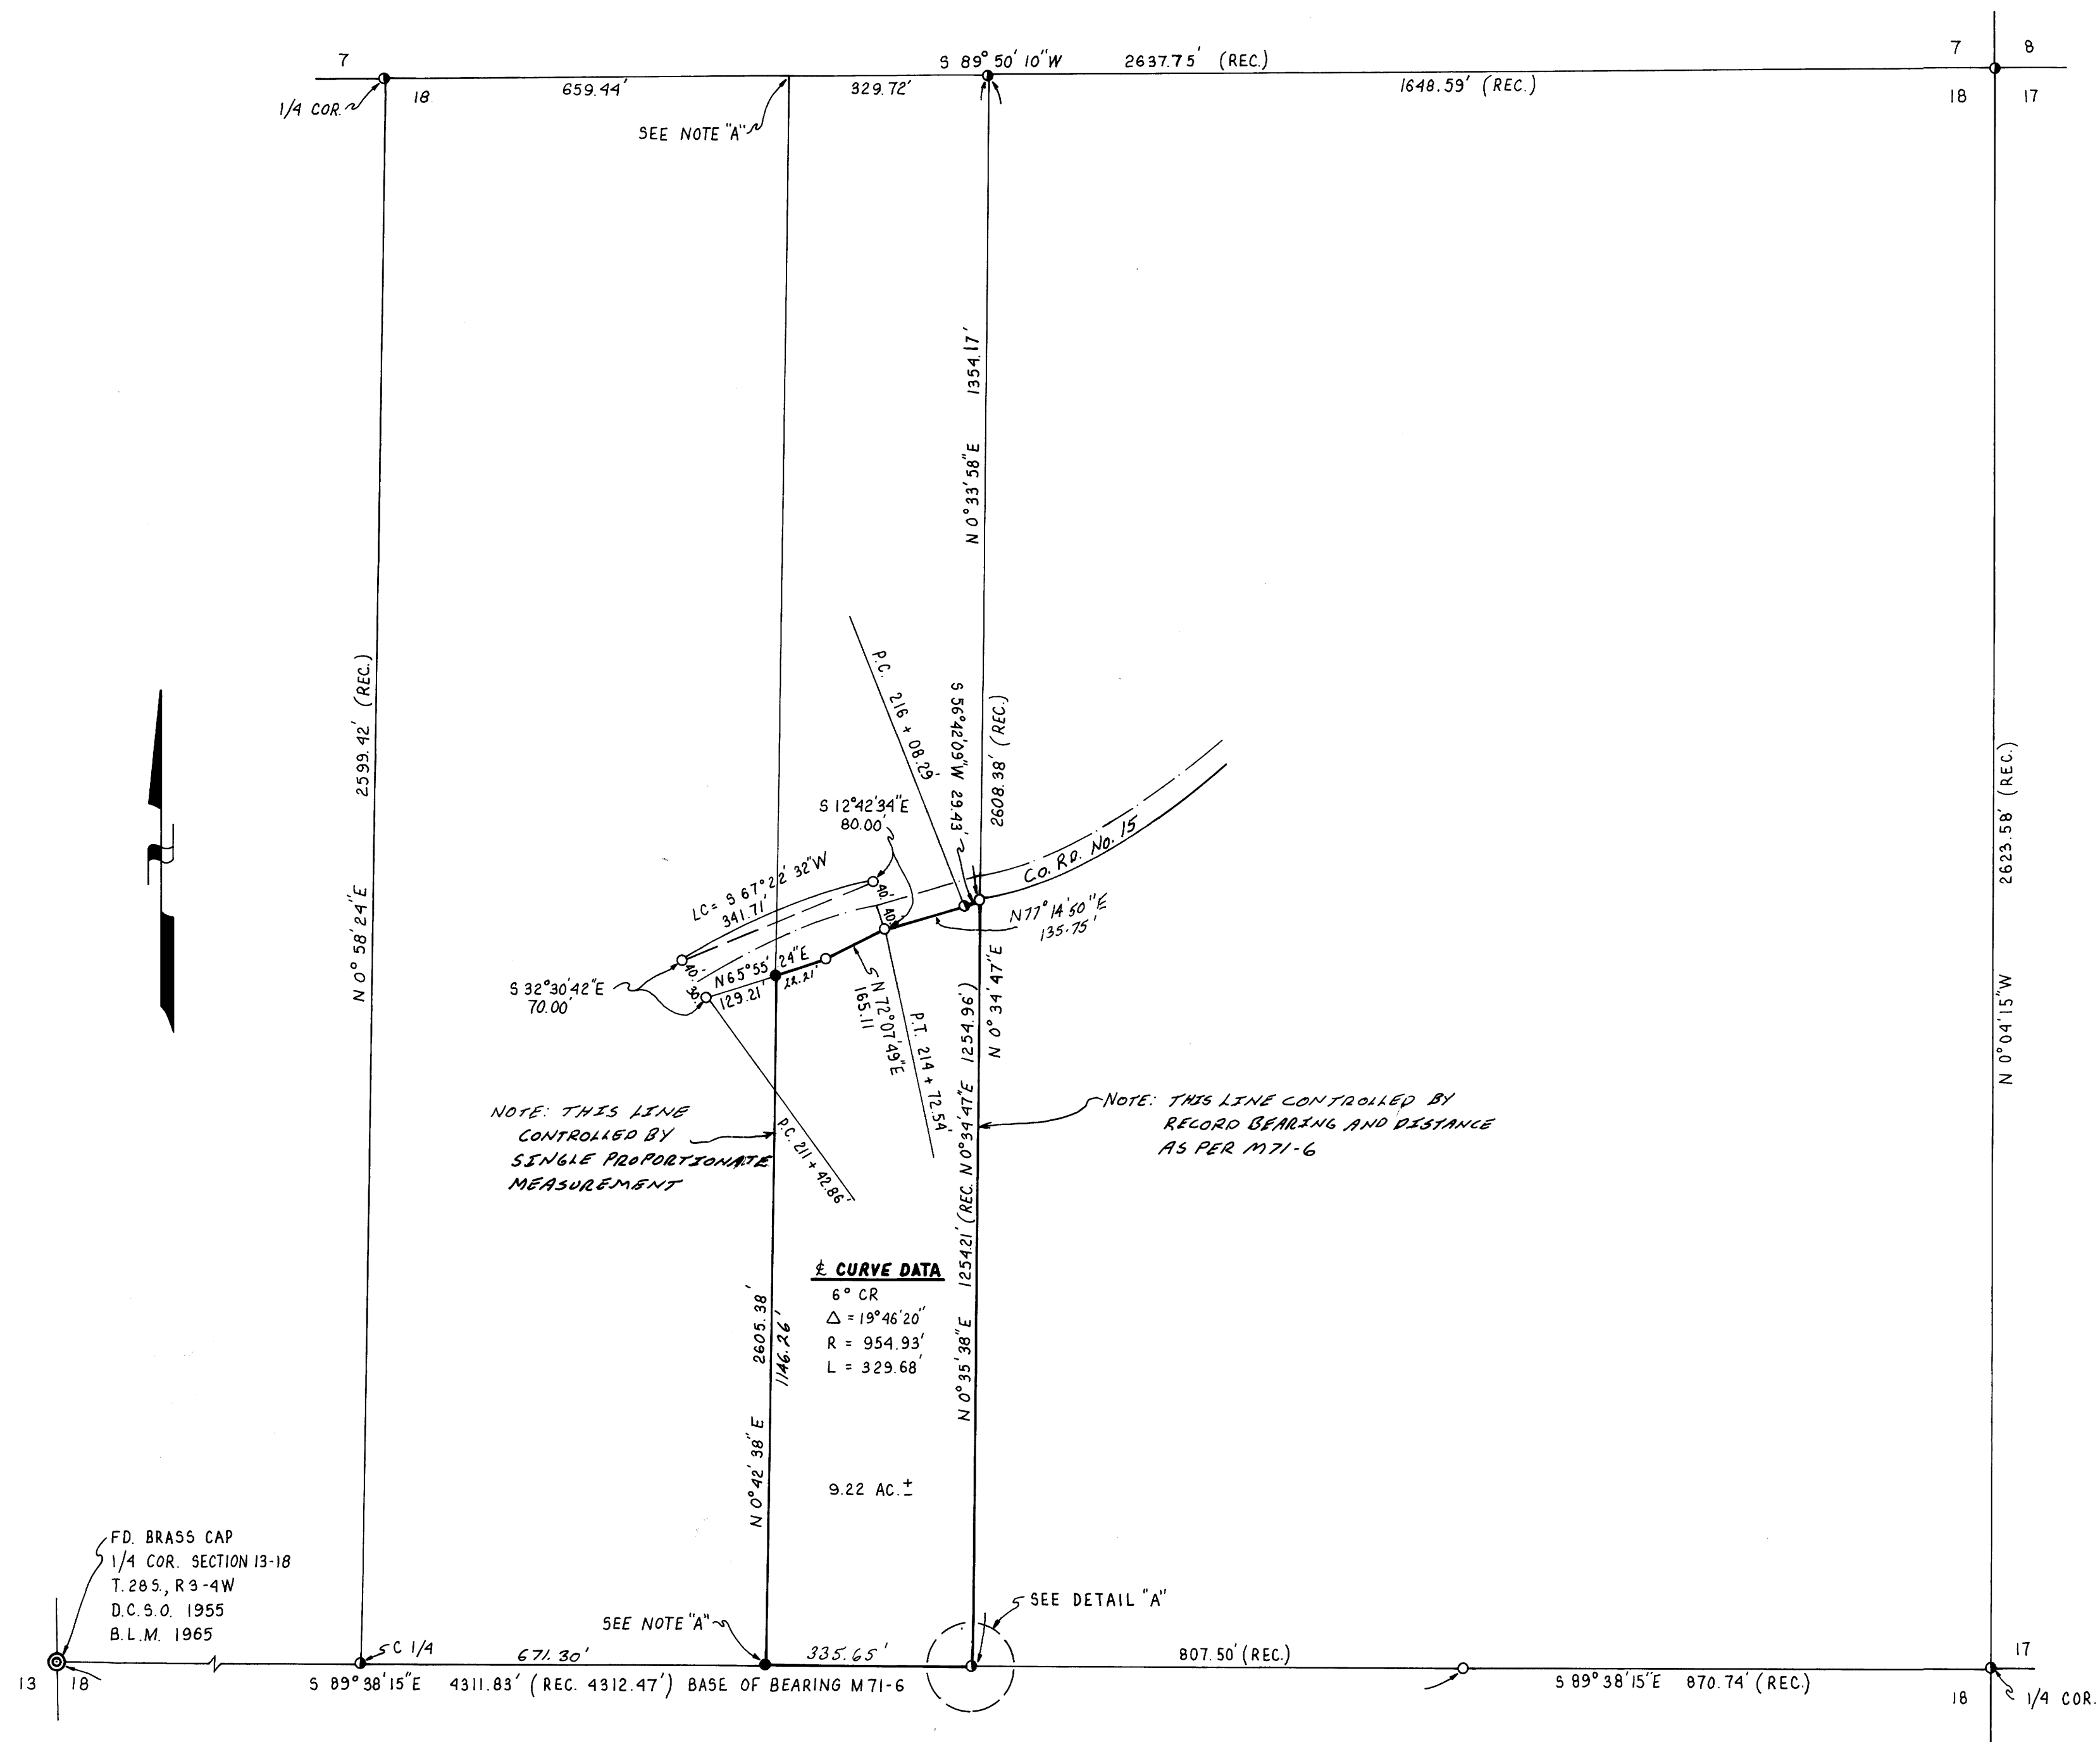 7
S 89° 50' 10"W 2637.75' (REC.)
7 8
1/4 COR.
18
659.44'
329.72'
1648.59' (REC.)
18 17
SEE NOTE "A"
N 0° 33' 58"E 1354.17'
N 0° 58' 24"E 2599.42' (REC.)
P.C. 216 + 08.29'
S 56°42'09"W 29.43'
2608.38' (REC.)
N 0°04'15"W 2623.58' (REC.)
S 12°42'34"E
80.00'
CO. RD. NO. 15
LC = S 67°22' 32"W
341.71'
40'
40'
N77°14'50"E
135.75'
40'
N65°55' 24"E
22.21'
129.21'
S 32°30'42"E
70.00'
N 72°07'49"E
165.11
P.T. 214 + 72.54'
N 0° 34' 47"E
P.C. 211 + 42.86'
NOTE: THIS LINE
CONTROLLED BY
SINGLE PROPORTIONATE
MEASUREMENT
NOTE: THIS LINE CONTROLLED BY
RECORD BEARING AND DISTANCE
AS PER M71-6
N 0°35'38"E 1254.21' (REC. N0°34'47"E 1254.96')
℄ CURVE DATA
6° CR
Δ = 19°46'20"
R = 954.93'
L = 329.68'
N 0° 42' 38" E 2605.38'
1146.26'
9.22 AC.±
FD. BRASS CAP
1/4 COR. SECTION 13-18
T. 28S., R3-4W
D.C.S.O. 1955
B.L.M. 1965
SEE NOTE "A"
SEE DETAIL "A"
C 1/4
671.30'
335.65'
807.50' (REC.)
17
13 18
S 89°38'15"E 4311.83' (REC. 4312.47') BASE OF BEARING M71-6
S 89°38'15"E 870.74' (REC.)
18
1/4 COR.